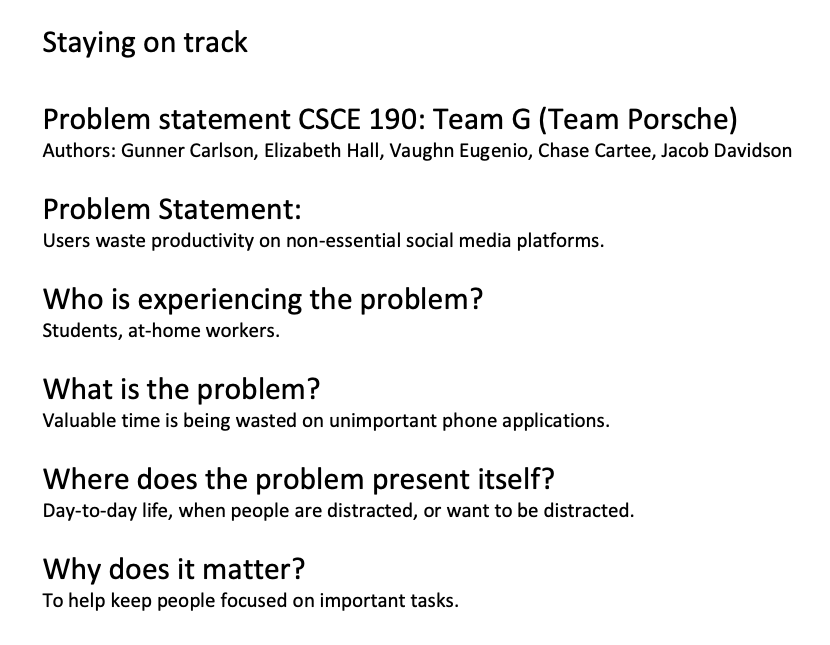 Staying on track
Problem statement CSCE 190: Team G (Team Porsche)
Authors: Gunner Carlson, Elizabeth Hall, Vaughn Eugenio, Chase Cartee, Jacob Davidson
Problem Statement:
Users waste productivity on non-essential social media platforms.
Who is experiencing the problem?
Students, at-home workers.
What is the problem?
Valuable time is being wasted on unimportant phone applications.
Where does the problem present itself?
Day-to-day life, when people are distracted, or want to be distracted.
Why does it matter?
To help keep people focused on important tasks.